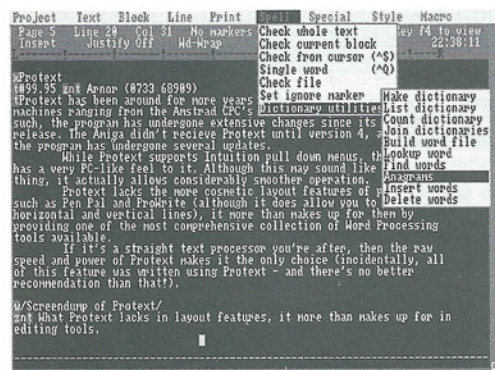 Project Text Block Line Print Spell Special Style Macro
Page 5 Line 20 Col 31 No markers Key f4 to view
Insert Justify Off Wd-Wrap 22:38:11
Check whole text
Check current block
Check from cursor (^S)
Single word (^Q)
Check file
Set ignore marker
Dictionary utilities
Make dictionary
List dictionary
Count dictionary
Join dictionaries
Build word file
Lookup word
Find words
Anagrams
Insert words
Delete words
xProtext
t#99.95 znt Arnor (0733 68909)
tProtext has been around for more years the
machines ranging from the Amstrad CPC's
such, the program has undergone extensive changes since its
release. The Amiga didn't recieve Protext until version 4, a
the program has undergone several updates.
While Protext supports Intuition pull down menus, th
has a very PC-like feel to it. Although this may sound like
thing, it actually allows considerably smoother operation.
Protext lacks the more cosmetic layout features of p
such as Pen Pal and ProWrite (although it does allow you to
horizontal and vertical lines), it more than makes up for them by
providing one of the most comprehensive collection of Word Processing
tools available.
If it's a straight text processor you're after, then the raw
speed and power of Protext makes it the only choice (incidentally, all
of this feature was written using Protext - and there's no better
recommendation than that!).
w/Screendump of Protext/
znt What Protext lacks in layout features, it more than makes up for in
editing tools.